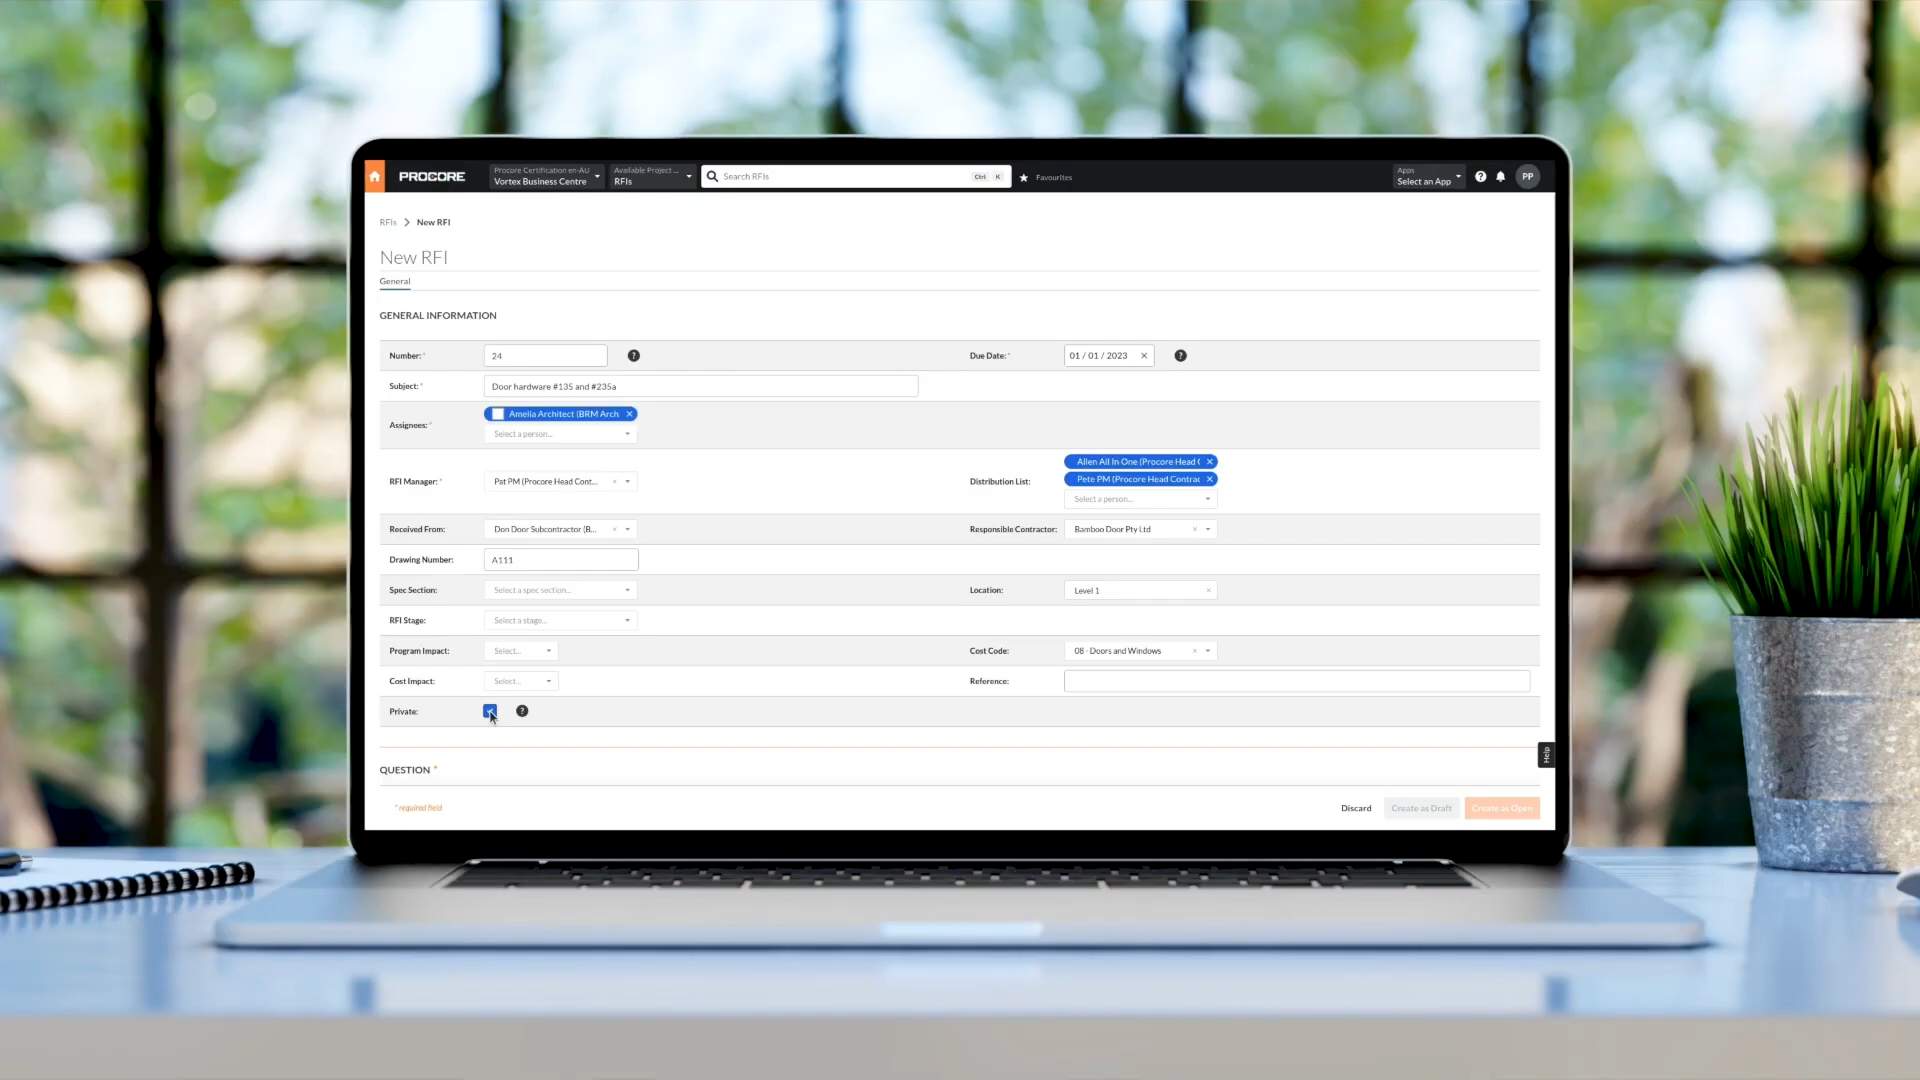 PROCORE
Procore Certification en-AU
Vortex Business Centre
Available Project ...
RFIs
Search RFIs
Ctrl K
Favourites
Apps
Select an App
PP
RFIs > New RFI
New RFI
General
GENERAL INFORMATION
Number:* 24
Due Date:* 01 / 01 / 2023
Subject:* Door hardware #135 and #235a
Assignees:* Amelia Architect (BRM Arch
Select a person...
RFI Manager:* Pat PM (Procore Head Cont...
Distribution List: Allen All In One (Procore Head
Pete PM (Procore Head Contrac
Select a person...
Received From: Don Door Subcontractor (B...
Responsible Contractor: Bamboo Door Pty Ltd
Drawing Number: A111
Spec Section: Select a spec section...
Location: Level 1
RFI Stage: Select a stage...
Program Impact: Select...
Cost Code: 08 - Doors and Windows
Cost Impact: Select...
Reference:
Private:
Help
QUESTION *
* required field
Discard
Create as Draft
Create as Open